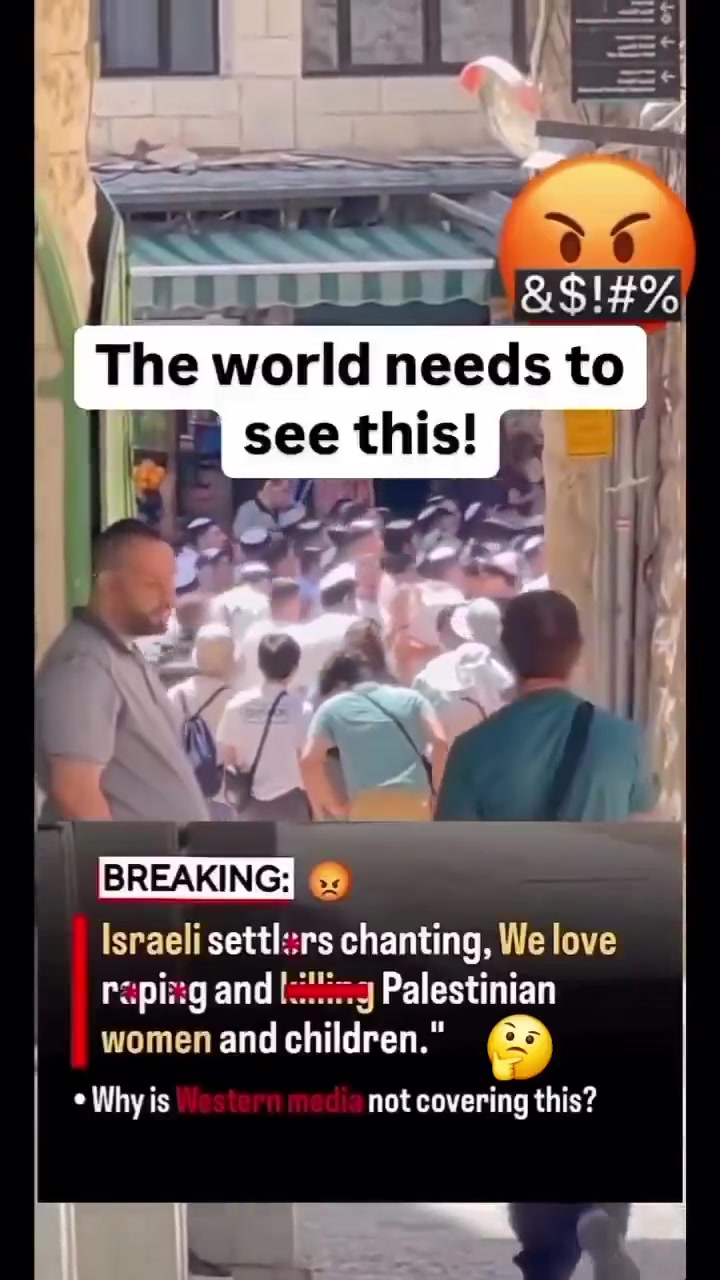 &$!#%
The world needs to
see this!
BREAKING:
Israeli settl*rs chanting, We love
r*pi*g and killing Palestinian
women and children."
• Why is Western media not covering this?